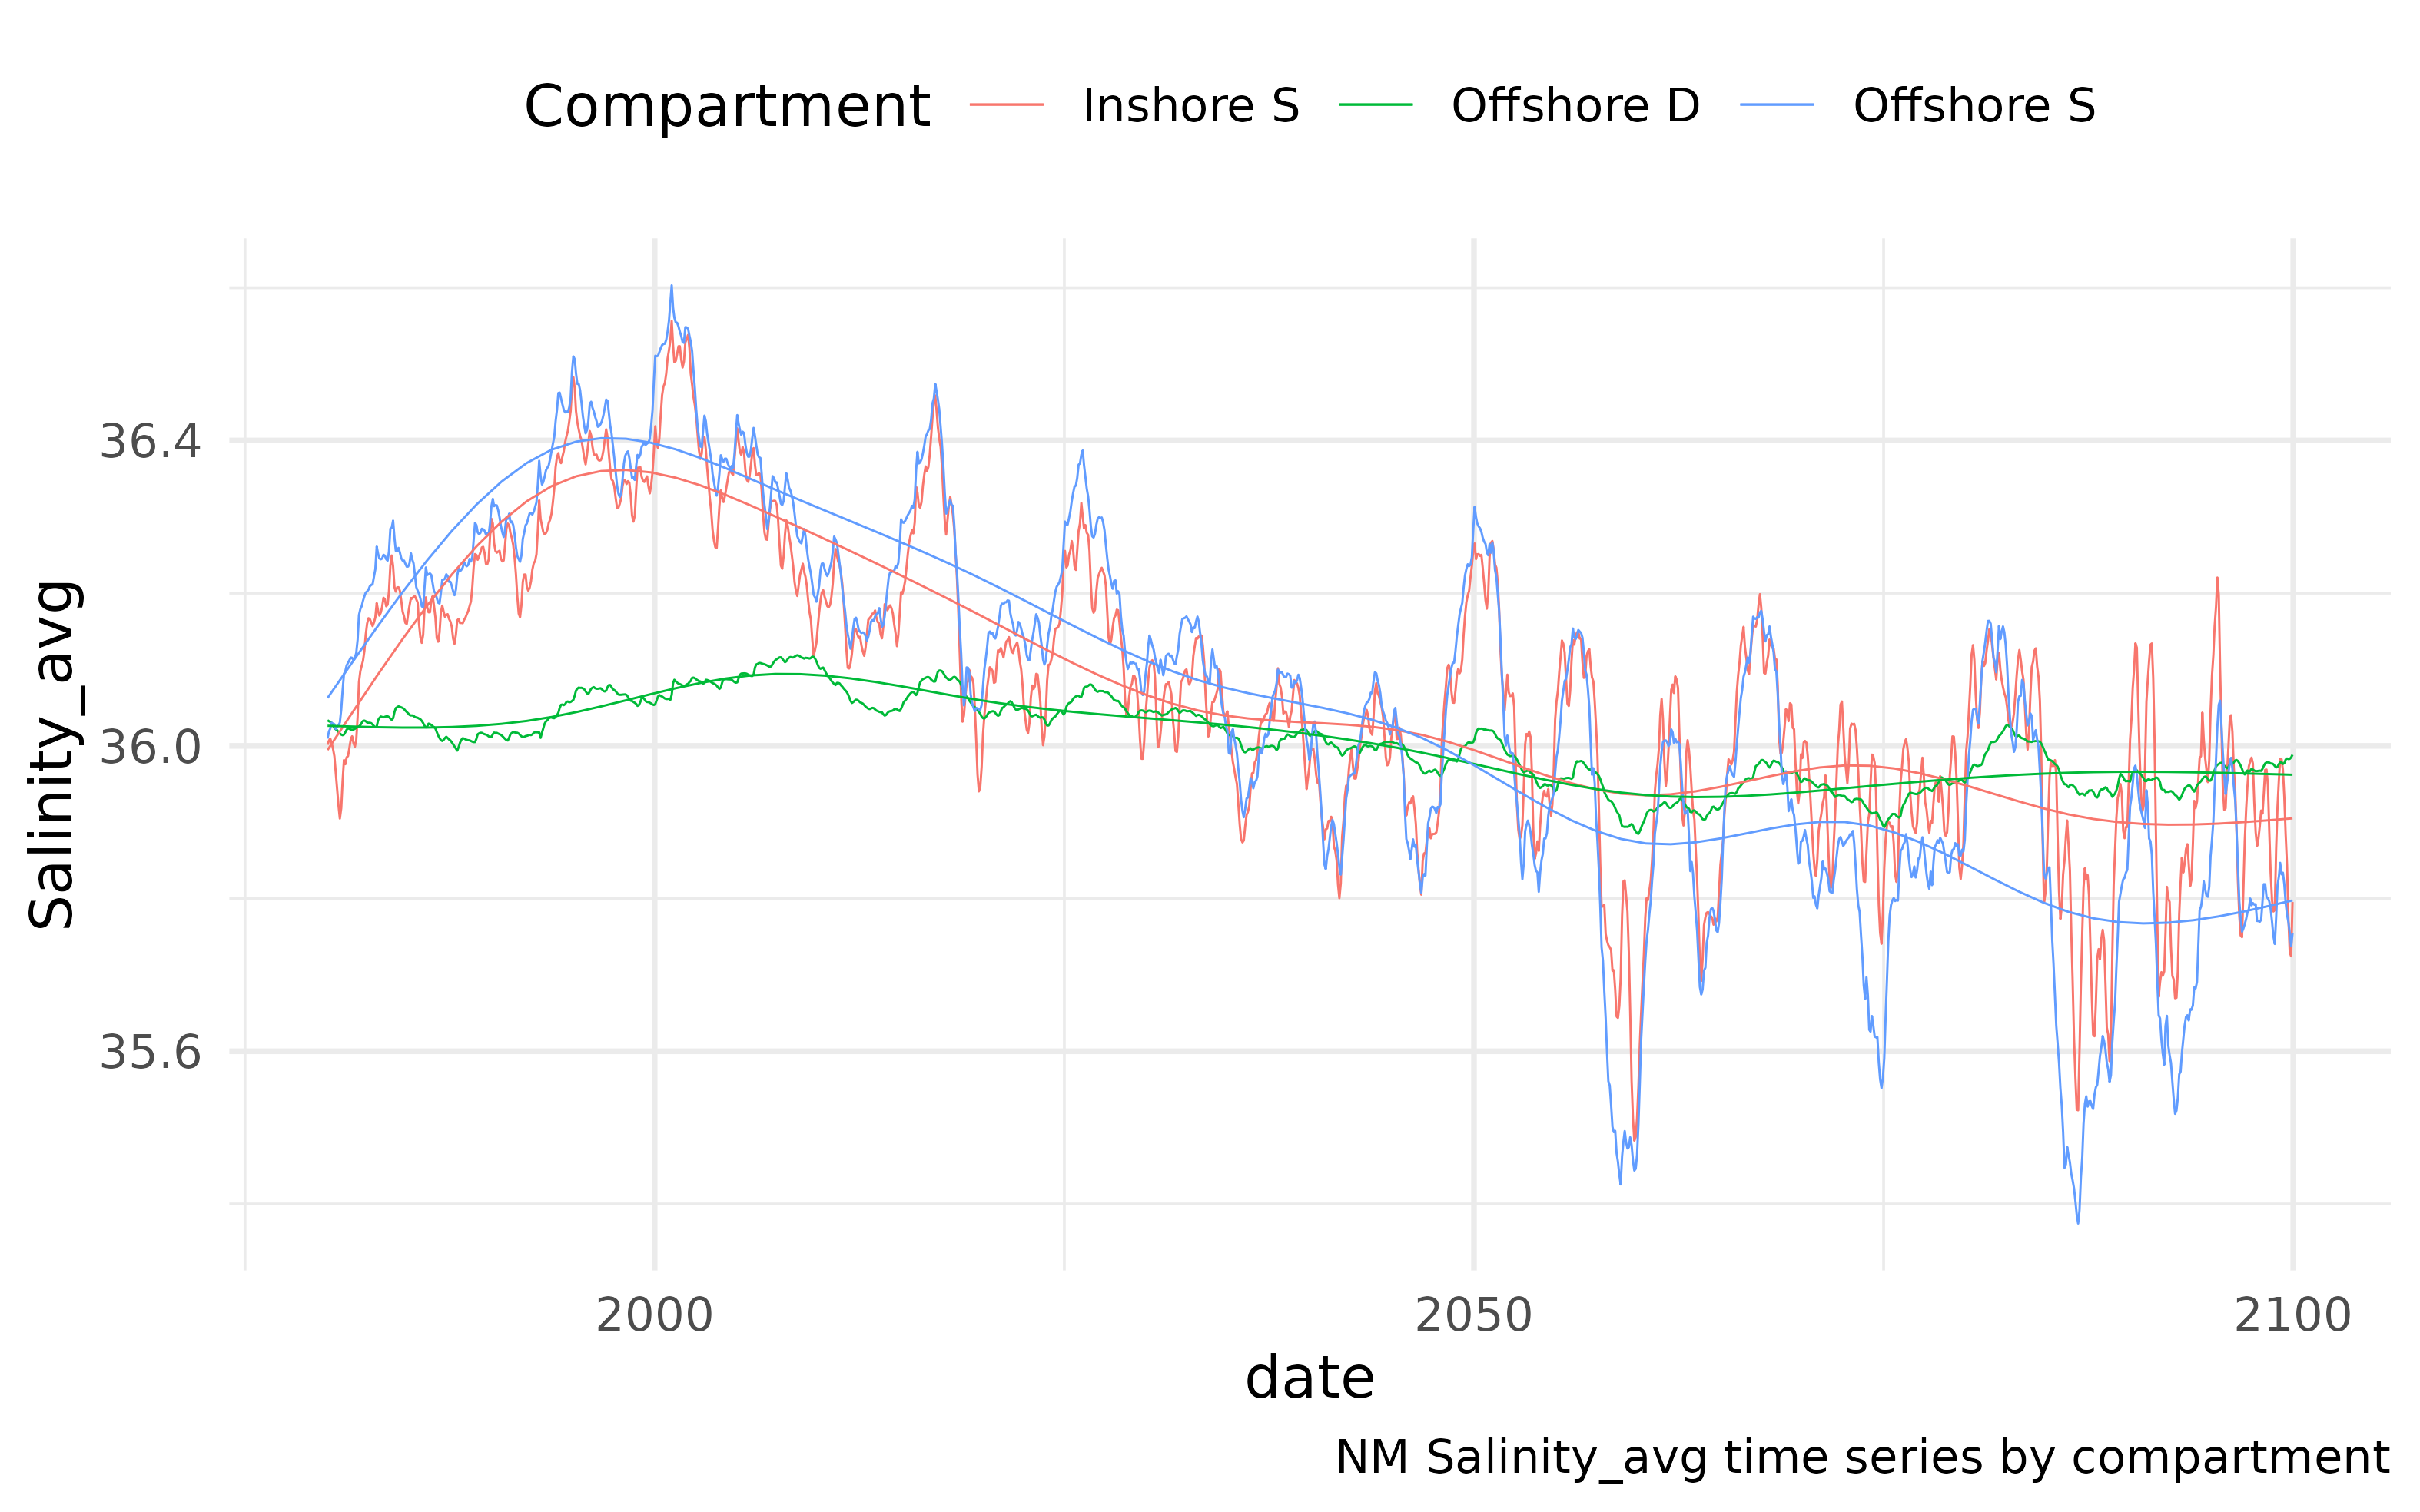 Compartment Inshore S Offshore D Offshore S
Salinity_avg
36.4
36.0
35.6
2000 2050 2100
date
NM Salinity_avg time series by compartment